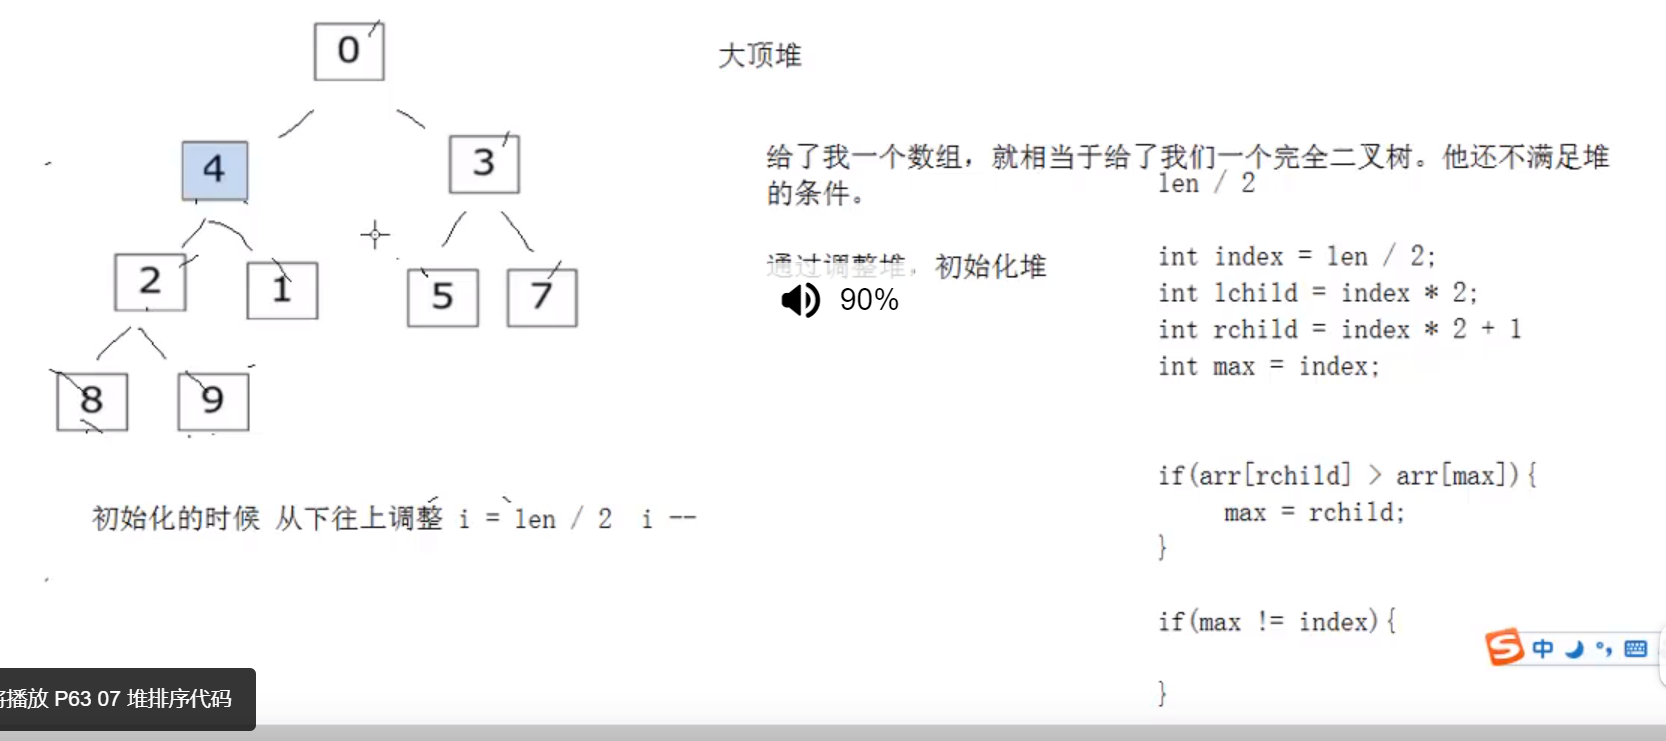 0
大顶堆
4
3
给了我一个数组，就相当于给了我们一个完全二叉树。他还不满足堆
的条件。
len / 2
2
1
5
7
通过调整堆，初始化堆
90%
int index = len / 2;
int lchild = index * 2;
int rchild = index * 2 + 1
int max = index;
8
9
if(arr[rchild] > arr[max]){
max = rchild;
}
初始化的时候 从下往上调整 i = len / 2 i --
if(max != index){
}
S中
将播放 P63 07 堆排序代码